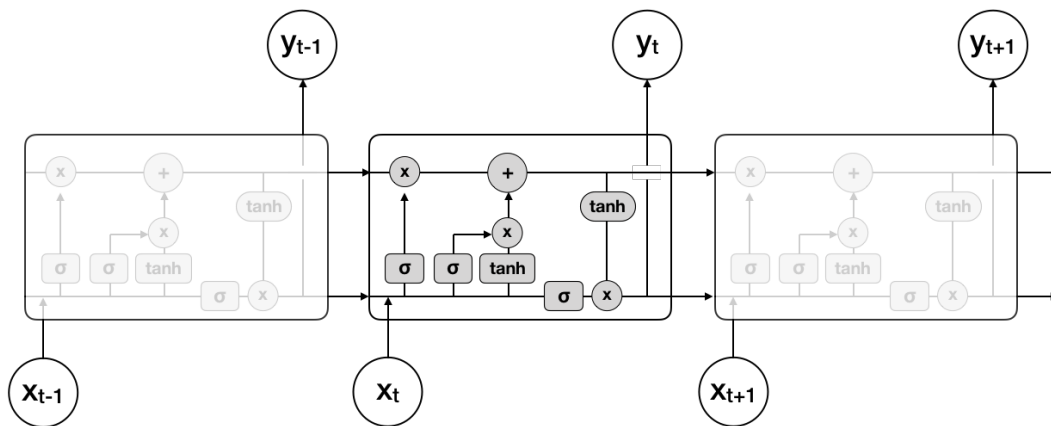 yt-1 yt yt+1
x + x + x +
tanh tanh tanh
x x x
σ σ tanh σ σ tanh σ σ tanh
σ x σ x σ x
xt-1 xt xt+1